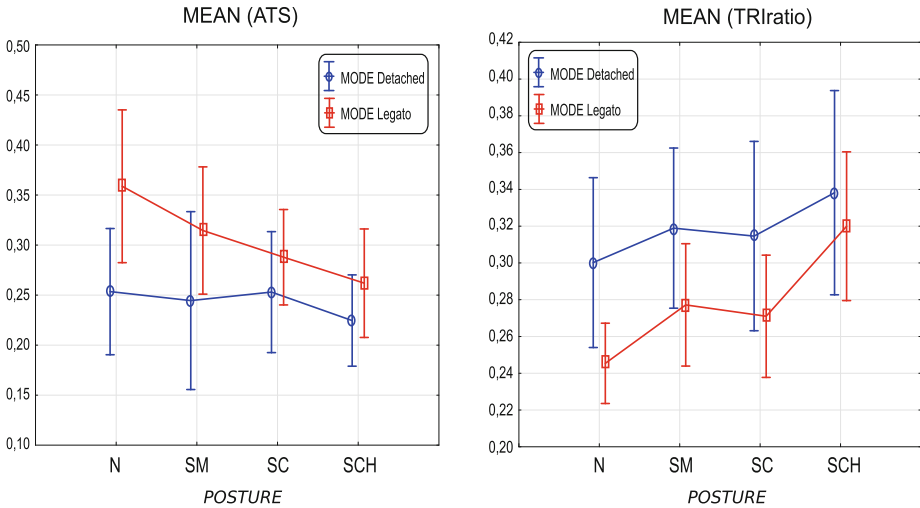 MEAN (ATS)
0,50
0,45
0,40
0,35
0,30
0,25
0,20
0,15
0,10
MODE Detached
MODE Legato
N SM SC SCH
POSTURE
MEAN (TRIratio)
0,42
0,40
0,38
0,36
0,34
0,32
0,30
0,28
0,26
0,24
0,22
0,20
MODE Detached
MODE Legato
N SM SC SCH
POSTURE